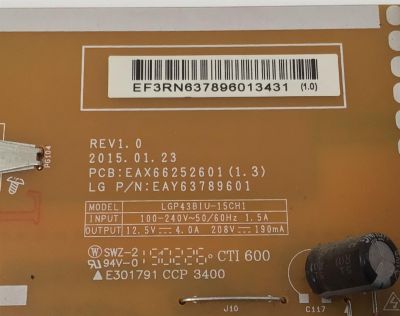 EF3RN637896013431 (1.0)
REV1.0
2015.01.23
PCB:EAX66252601(1.3)
LG P/N:EAY63789601
MODEL LGP43BIU-15CH1
INPUT 100-240V~50/60Hz 1.5A
OUTPUT 12.5V⎓ 4.0A 208V⎓ 190mA
SWZ-2
94V-0
CTI 600
E301791 CCP 3400
PG104
J10
C117